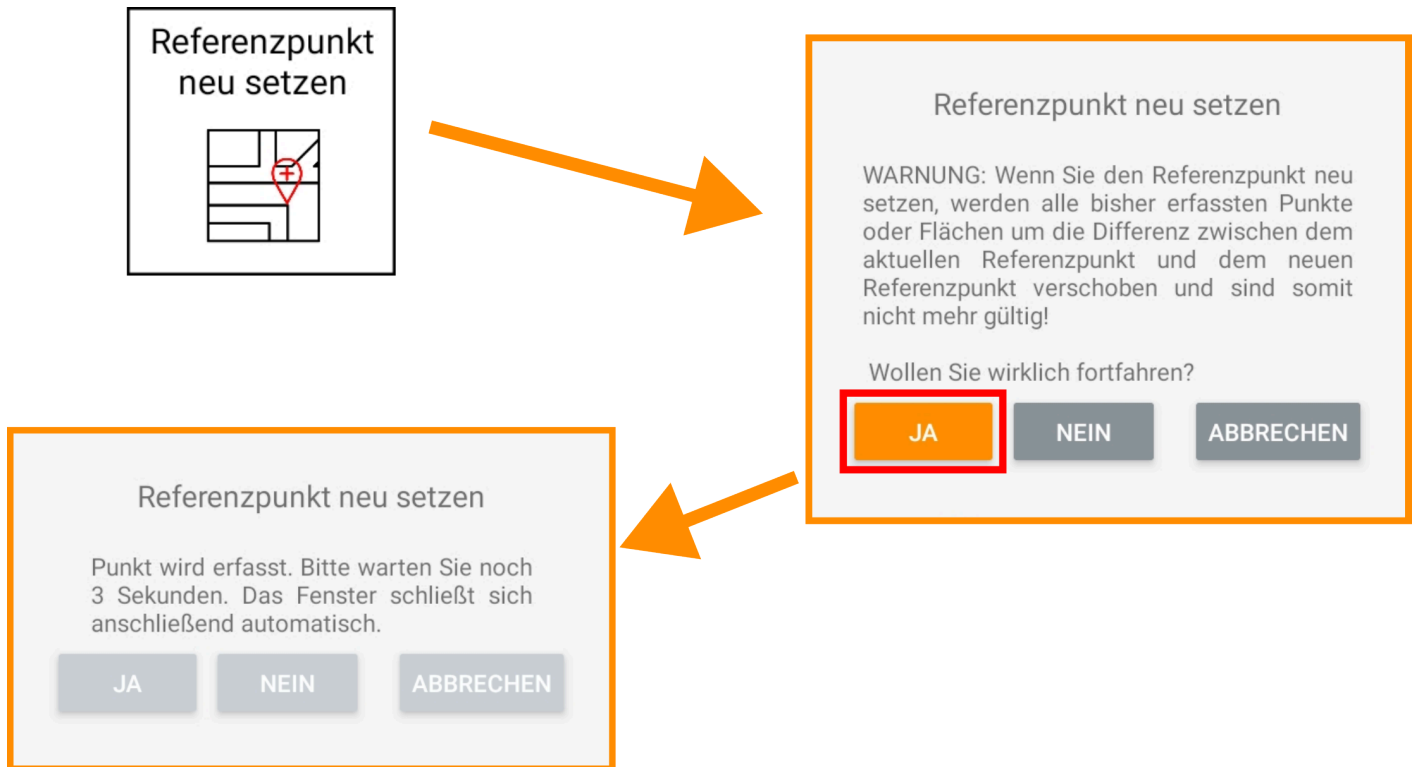 Referenzpunkt
neu setzen
Referenzpunkt neu setzen
WARNUNG: Wenn Sie den Referenzpunkt neu
setzen, werden alle bisher erfassten Punkte
oder Flächen um die Differenz zwischen dem
aktuellen Referenzpunkt und dem neuen
Referenzpunkt verschoben und sind somit
nicht mehr gültig!
Wollen Sie wirklich fortfahren?
JA NEIN ABBRECHEN
Referenzpunkt neu setzen
Punkt wird erfasst. Bitte warten Sie noch
3 Sekunden. Das Fenster schließt sich
anschließend automatisch.
JA NEIN ABBRECHEN